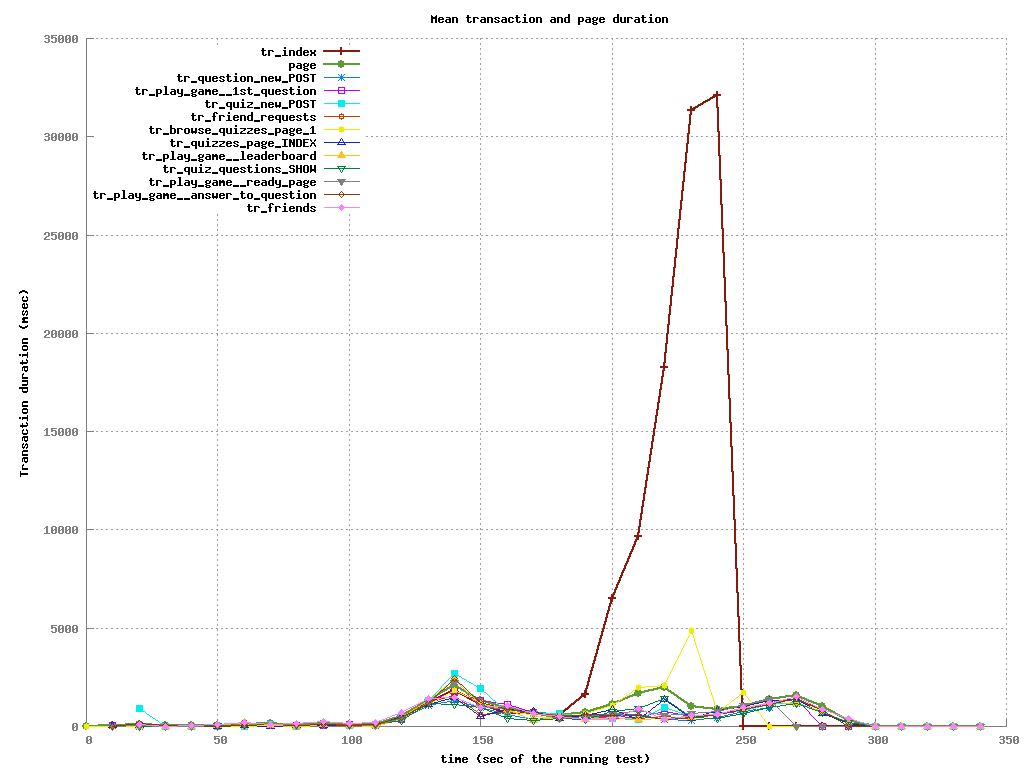 Mean transaction and page duration
35000
30000
25000
20000
15000
10000
5000
0
Transaction duration (msec)
tr_index
page
tr_question_new_POST
tr_play_game__1st_question
tr_quiz_new_POST
tr_friend_requests
tr_browse_quizzes_page_1
tr_quizzes_page_INDEX
tr_play_game__leaderboard
tr_quiz_questions_SHOW
tr_play_game__ready_page
tr_play_game__answer_to_question
tr_friends
0 50 100 150 200 250 300 350
time (sec of the running test)